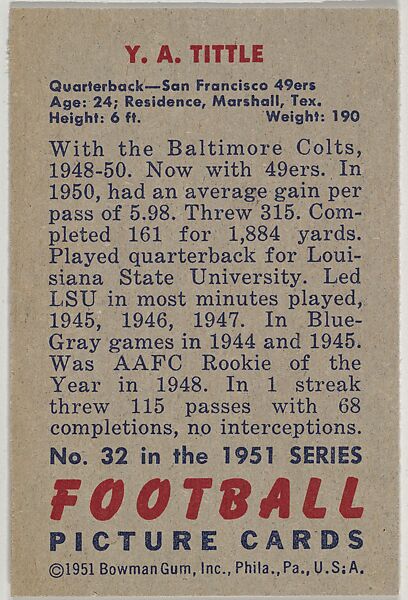 Y. A. TITTLE
Quarterback—San Francisco 49ers
Age: 24; Residence, Marshall, Tex.
Height: 6 ft. Weight: 190
With the Baltimore Colts,
1948-50. Now with 49ers. In
1950, had an average gain per
pass of 5.98. Threw 315. Com-
pleted 161 for 1,884 yards.
Played quarterback for Loui-
siana State University. Led
LSU in most minutes played,
1945, 1946, 1947. In Blue-
Gray games in 1944 and 1945.
Was AAFC Rookie of the
Year in 1948. In 1 streak
threw 115 passes with 68
completions, no interceptions.
No. 32 in the 1951 SERIES
FOOTBALL
PICTURE CARDS
©1951 Bowman Gum, Inc., Phila., Pa., U.S.A.